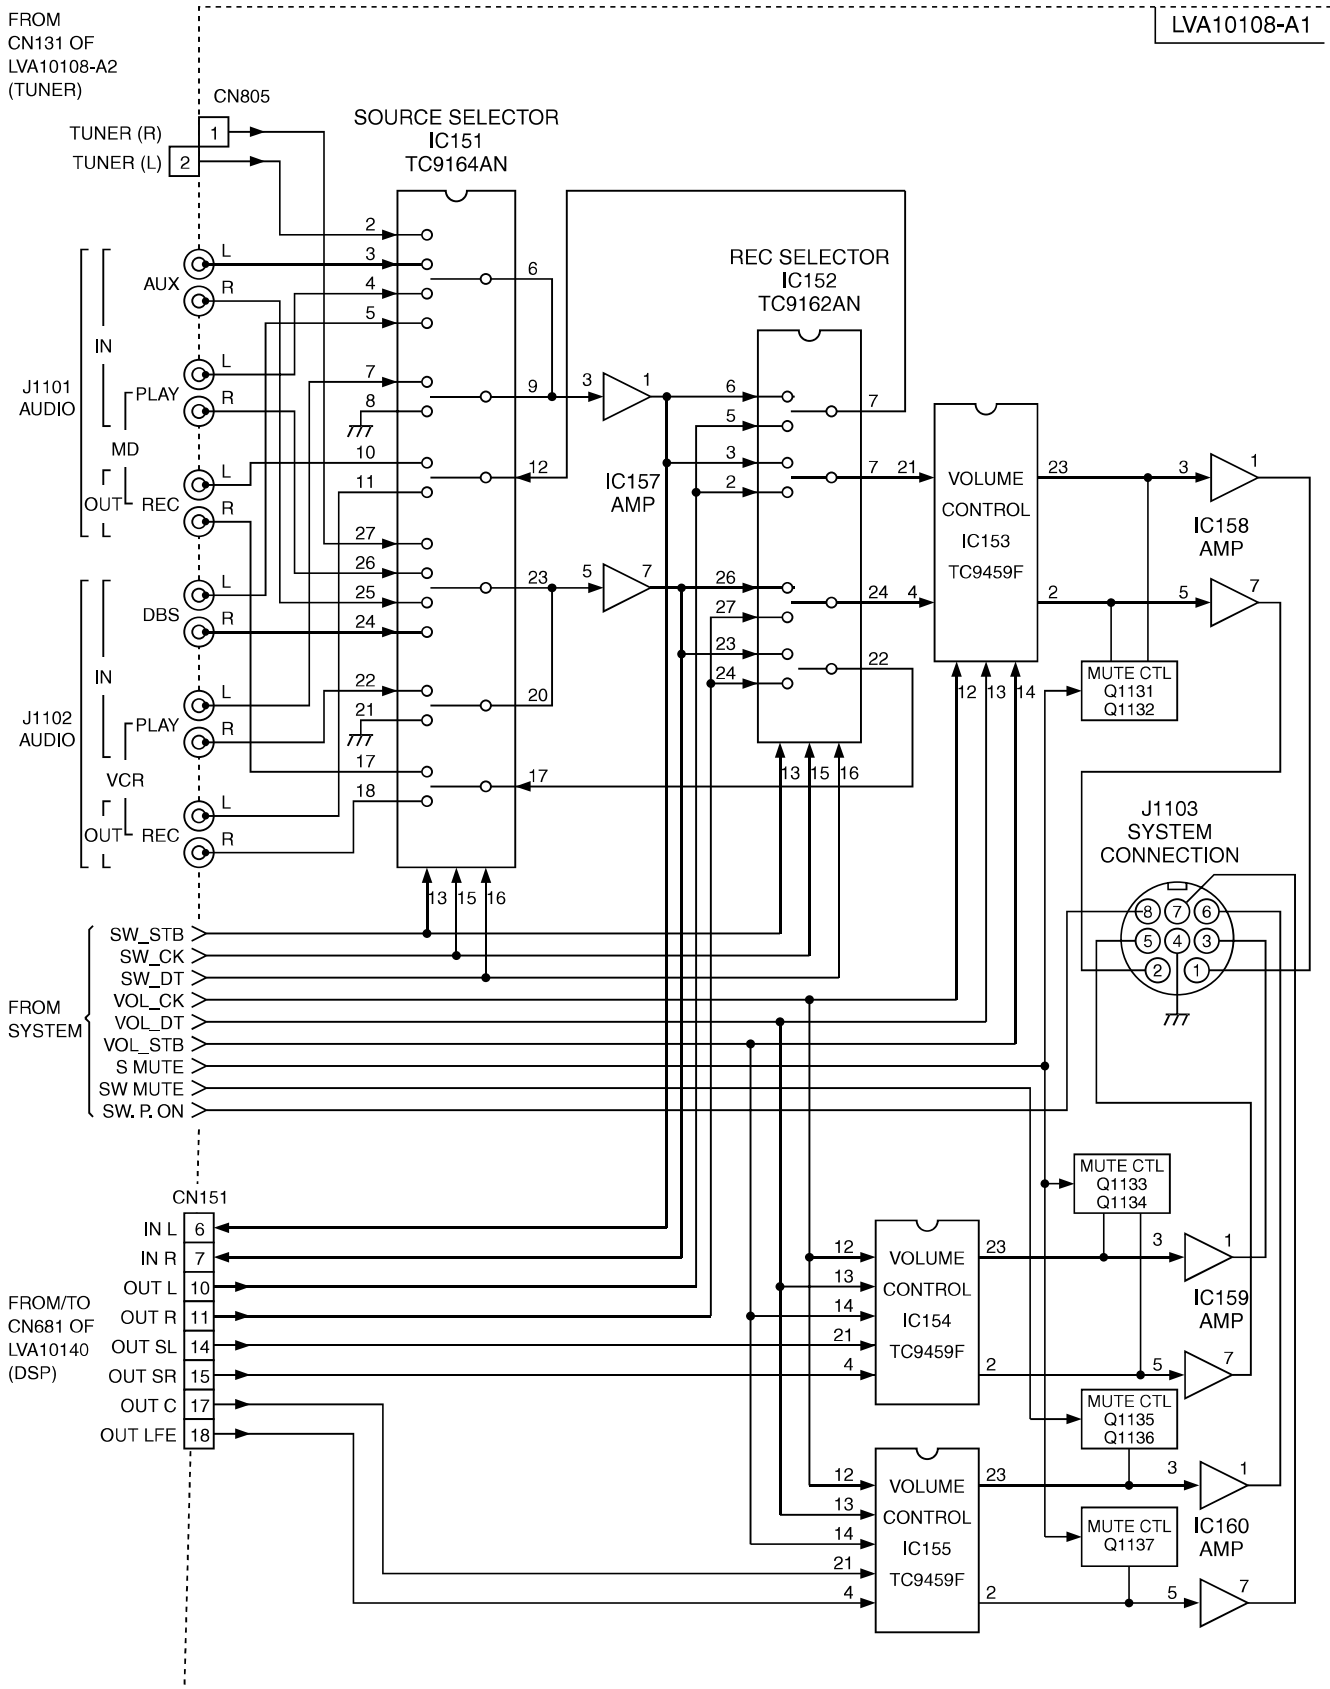 FROM
CN131 OF
LVA10108-A2
(TUNER)
LVA10108-A1
CN805
TUNER (R)
1
TUNER (L)
2
SOURCE SELECTOR
IC151
TC9164AN
2
3
4
5
6
7
8
9
10
11
12
27
26
25
24
23
22
21
20
17
18
17
13
15
16
J1101
AUDIO
IN
AUX
L
R
MD
PLAY
L
R
OUT
REC
L
R
L
J1102
AUDIO
IN
DBS
L
R
VCR
PLAY
L
R
OUT
REC
L
R
L
3
1
IC157
AMP
5
7
REC SELECTOR
IC152
TC9162AN
6
5
3
2
7
7
26
27
23
24
24
22
13
15
16
21
4
VOLUME
CONTROL
IC153
TC9459F
23
2
12
13
14
3
1
IC158
AMP
5
7
MUTE CTL
Q1131
Q1132
J1103
SYSTEM
CONNECTION
8
7
6
5
4
3
2
1
FROM
SYSTEM
SW_STB
SW_CK
SW_DT
VOL_CK
VOL_DT
VOL_STB
S MUTE
SW MUTE
SW. P. ON
CN151
IN L
6
IN R
7
OUT L
10
OUT R
11
OUT SL
14
OUT SR
15
OUT C
17
OUT LFE
18
FROM/TO
CN681 OF
LVA10140
(DSP)
MUTE CTL
Q1133
Q1134
12
13
14
21
4
VOLUME
CONTROL
IC154
TC9459F
23
2
3
1
IC159
AMP
5
7
MUTE CTL
Q1135
Q1136
12
13
14
21
4
VOLUME
CONTROL
IC155
TC9459F
23
2
3
1
IC160
AMP
MUTE CTL
Q1137
5
7